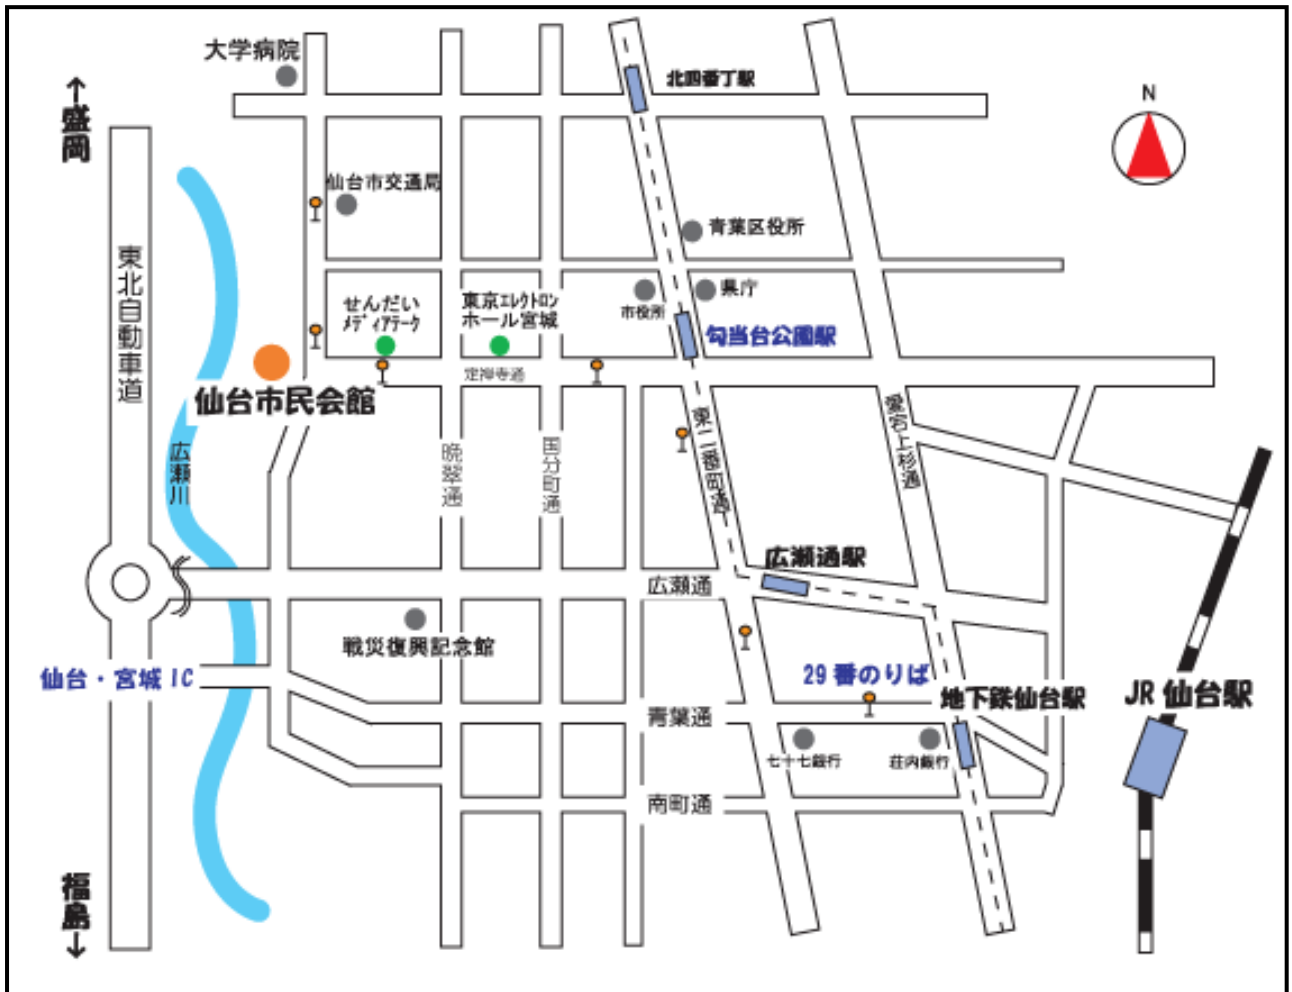 大学病院
北四番丁駅
N
↑盛岡
仙台市交通局
青葉区役所
東北自動車道
県庁
市役所
せんだい
メディアテーク
東京エレクトロン
ホール宮城
勾当台公園駅
定禅寺通
仙台市民会館
愛宕上杉通
東二番町通
広瀬川
晩翠通
国分町通
広瀬通駅
広瀬通
戦災復興記念館
29番のりば
仙台・宮城IC
地下鉄仙台駅
JR仙台駅
青葉通
七十七銀行
荘内銀行
南町通
福島↓